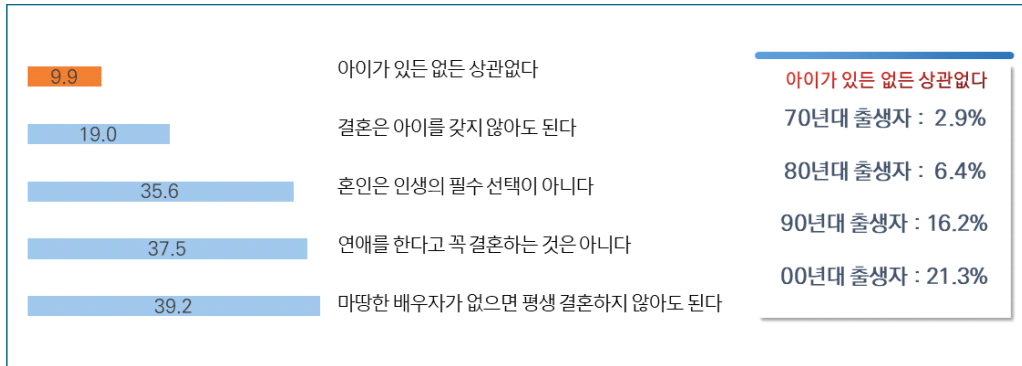 9.9
아이가 있든 없든 상관없다
19.0
결혼은 아이를 갖지 않아도 된다
35.6
혼인은 인생의 필수 선택이 아니다
37.5
연애를 한다고 꼭 결혼하는 것은 아니다
39.2
마땅한 배우자가 없으면 평생 결혼하지 않아도 된다
아이가 있든 없든 상관없다
70년대 출생자 : 2.9%
80년대 출생자 : 6.4%
90년대 출생자 : 16.2%
00년대 출생자 : 21.3%